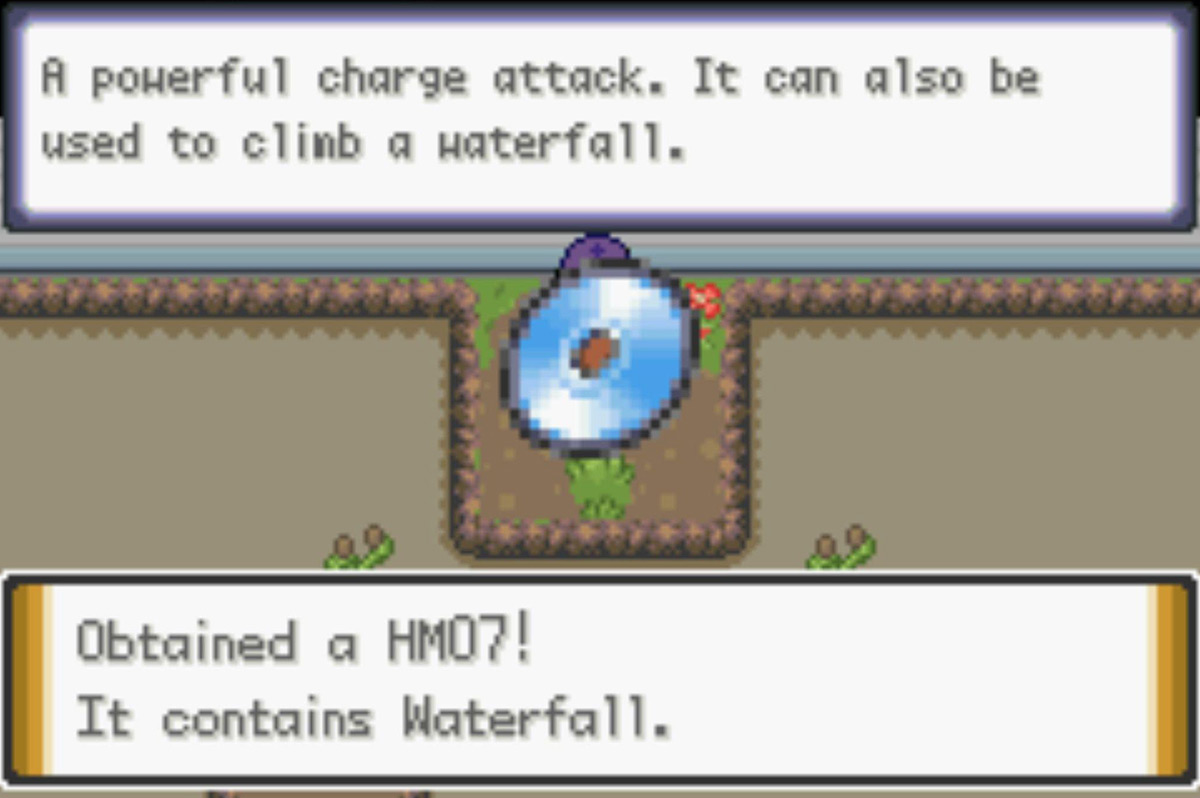 A powerful charge attack. It can also be
used to climb a waterfall.
Obtained a HM07!
It contains Waterfall.